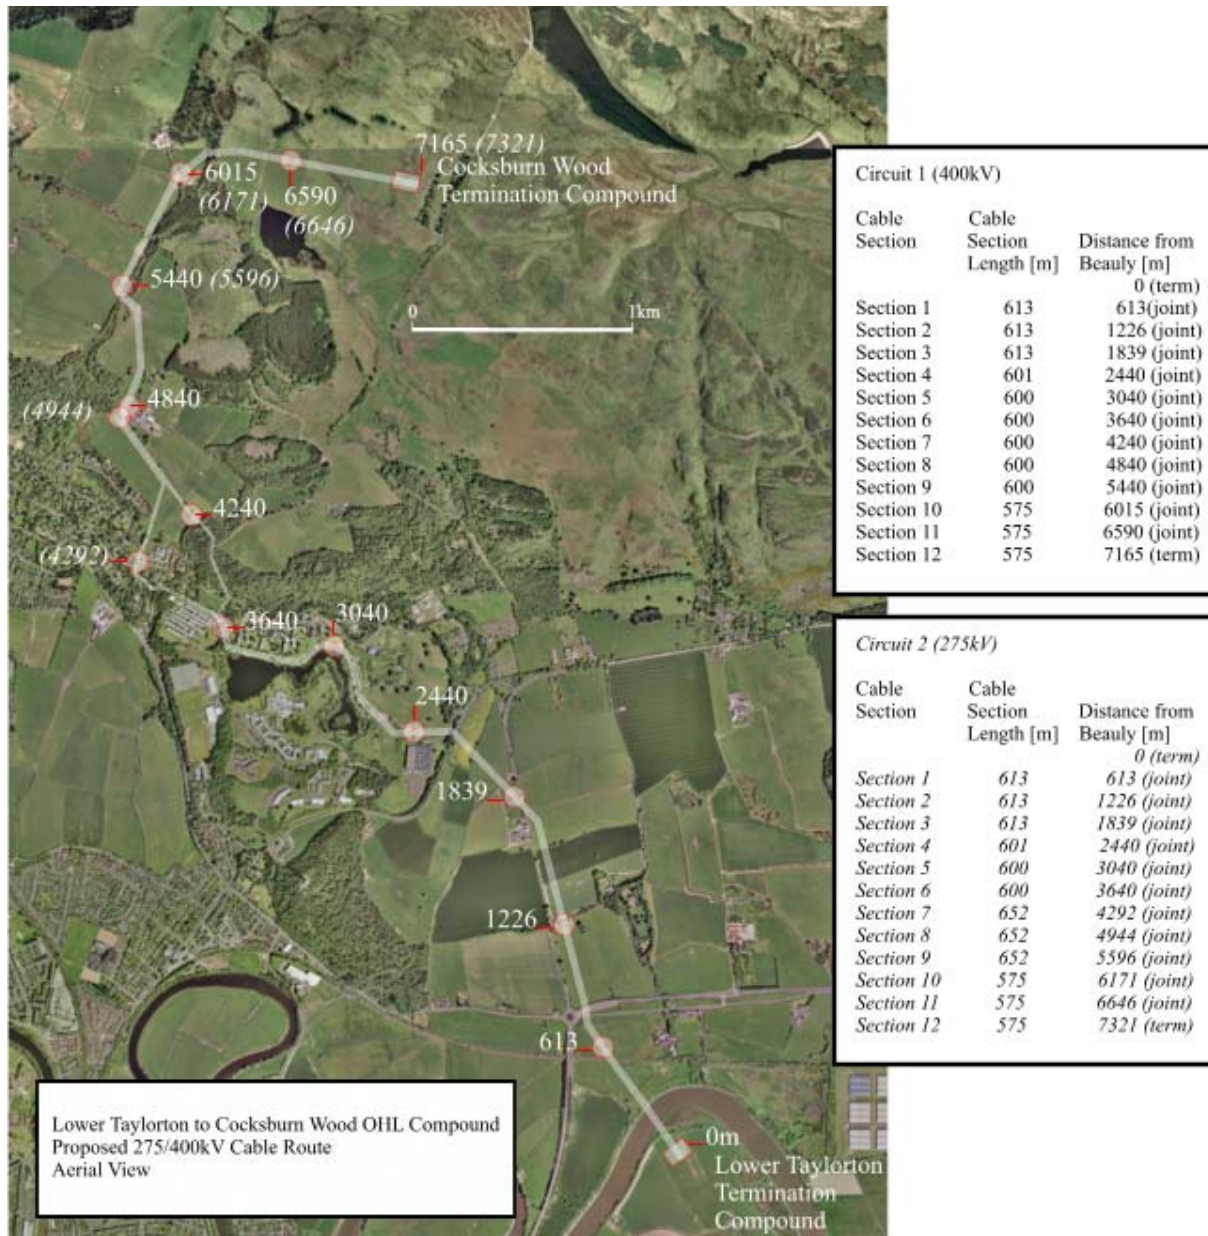 7165 (7321)
Cocksburn Wood
Termination Compound
6015
(6171)
6590
(6646)
5440 (5596)
0 1km
4840
(4944)
4240
(4292)
3640
3040
2440
1839
1226
613
0m
Lower Taylorton
Termination
Compound
Lower Taylorton to Cocksburn Wood OHL Compound
Proposed 275/400kV Cable Route
Aerial View
Circuit 1 (400kV)
Cable Cable
Section Section Distance from
Length [m] Beauly [m]
0 (term)
Section 1 613 613(joint)
Section 2 613 1226 (joint)
Section 3 613 1839 (joint)
Section 4 601 2440 (joint)
Section 5 600 3040 (joint)
Section 6 600 3640 (joint)
Section 7 600 4240 (joint)
Section 8 600 4840 (joint)
Section 9 600 5440 (joint)
Section 10 575 6015 (joint)
Section 11 575 6590 (joint)
Section 12 575 7165 (term)
Circuit 2 (275kV)
Cable Cable
Section Section Distance from
Length [m] Beauly [m]
0 (term)
Section 1 613 613 (joint)
Section 2 613 1226 (joint)
Section 3 613 1839 (joint)
Section 4 601 2440 (joint)
Section 5 600 3040 (joint)
Section 6 600 3640 (joint)
Section 7 652 4292 (joint)
Section 8 652 4944 (joint)
Section 9 652 5596 (joint)
Section 10 575 6171 (joint)
Section 11 575 6646 (joint)
Section 12 575 7321 (term)